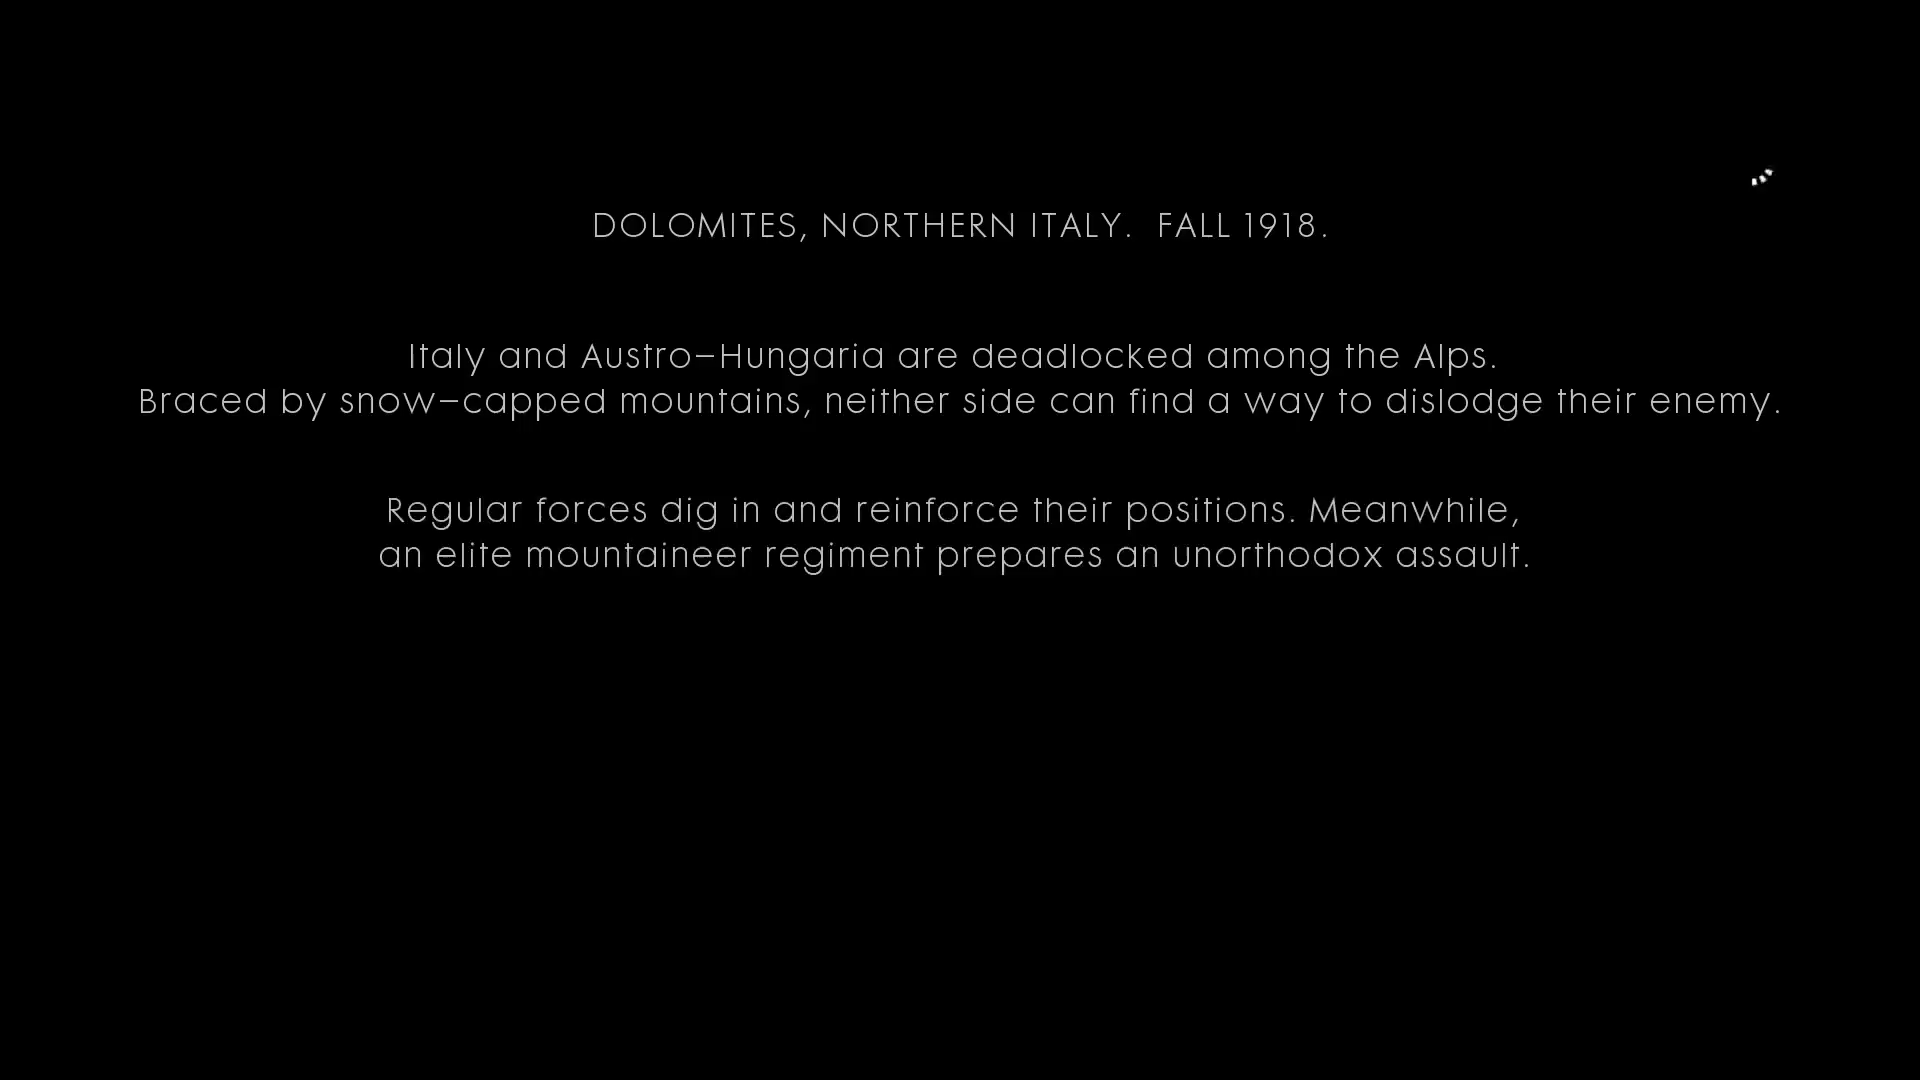 DOLOMITES, NORTHERN ITALY.  FALL 1918.
Italy and Austro-Hungaria are deadlocked among the Alps.
Braced by snow-capped mountains, neither side can find a way to dislodge their enemy.
Regular forces dig in and reinforce their positions. Meanwhile,
an elite mountaineer regiment prepares an unorthodox assault.